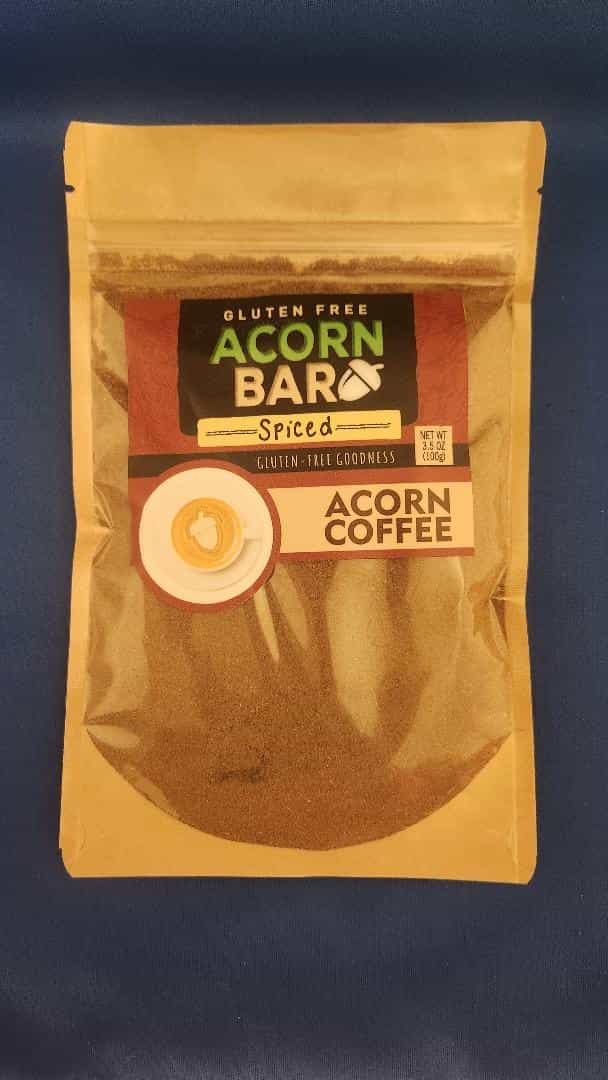 GLUTEN FREE
ACORN
BAR
Spiced
GLUTEN-FREE GOODNESS
NET WT
3.5 OZ
(100g)
ACORN
COFFEE